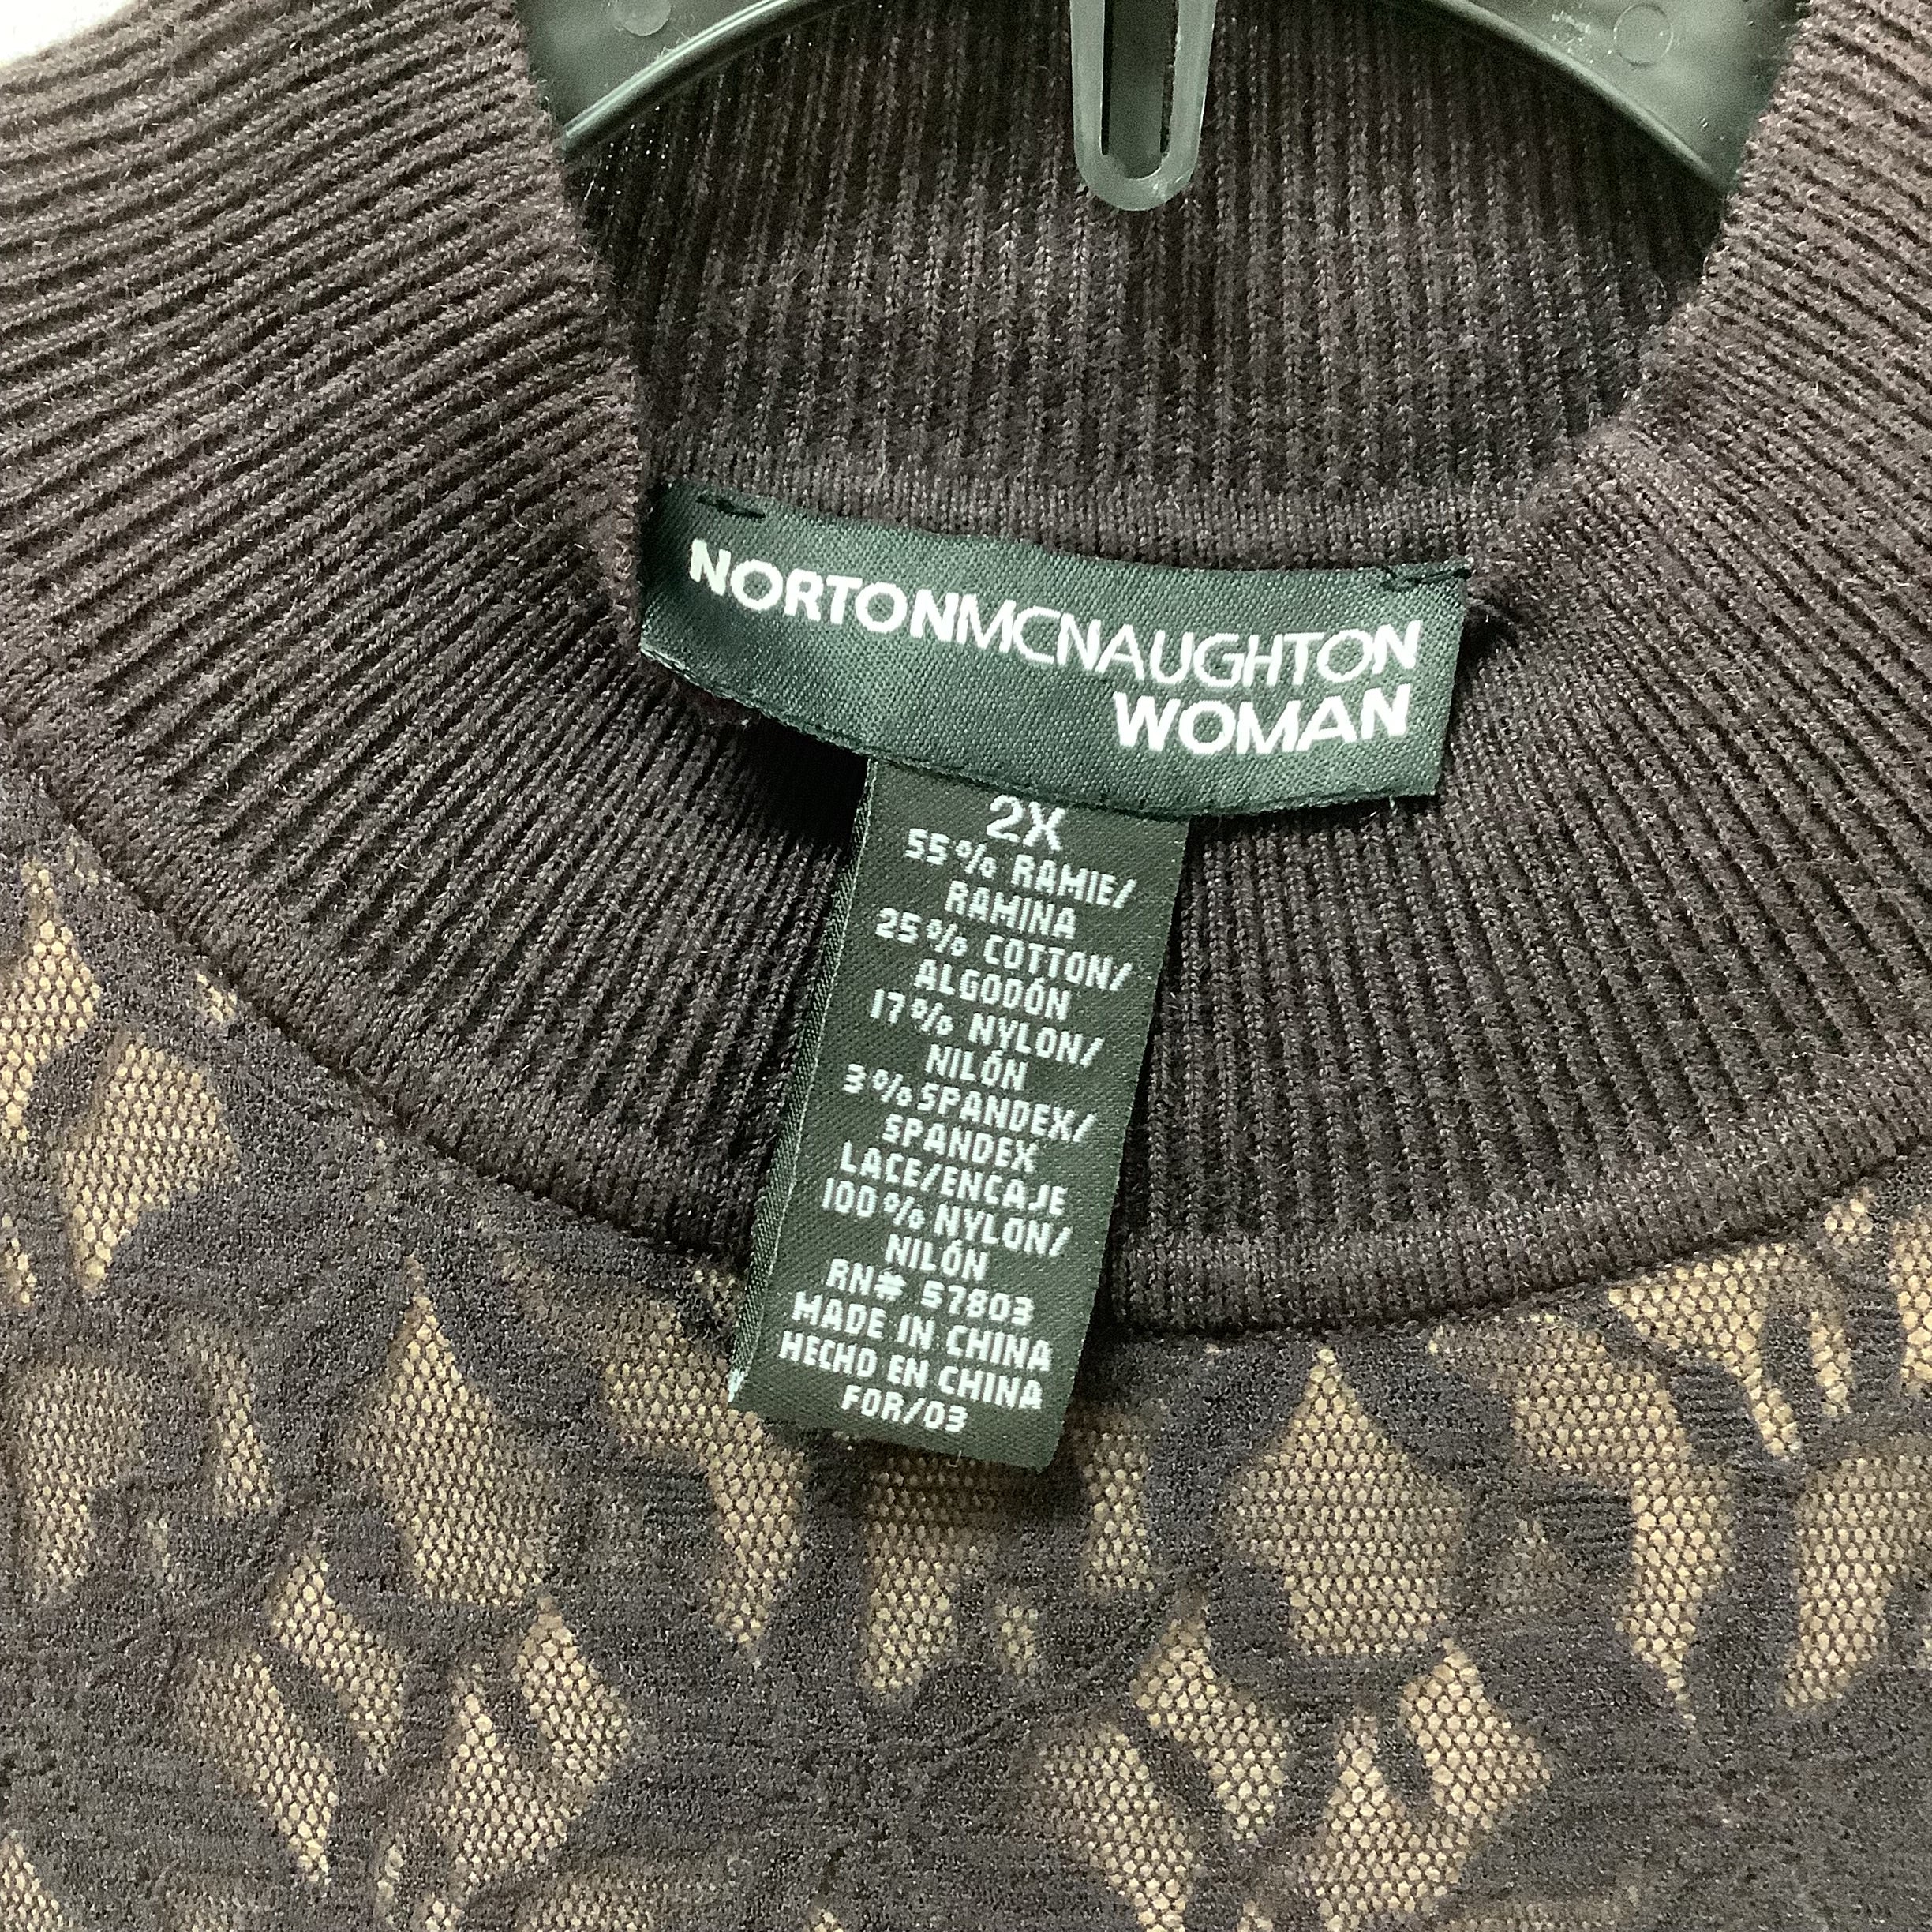 NORTONMCNAUGHTON
WOMAN
2X
55% RAMIE/
RAMINA
25% COTTON/
ALGODÓN
17% NYLON/
NILÓN
3% SPANDEX/
SPANDEX
LACE/ENCAJE
100% NYLON/
NILÓN
RN# 57803
MADE IN CHINA
HECHO EN CHINA
FOR/03